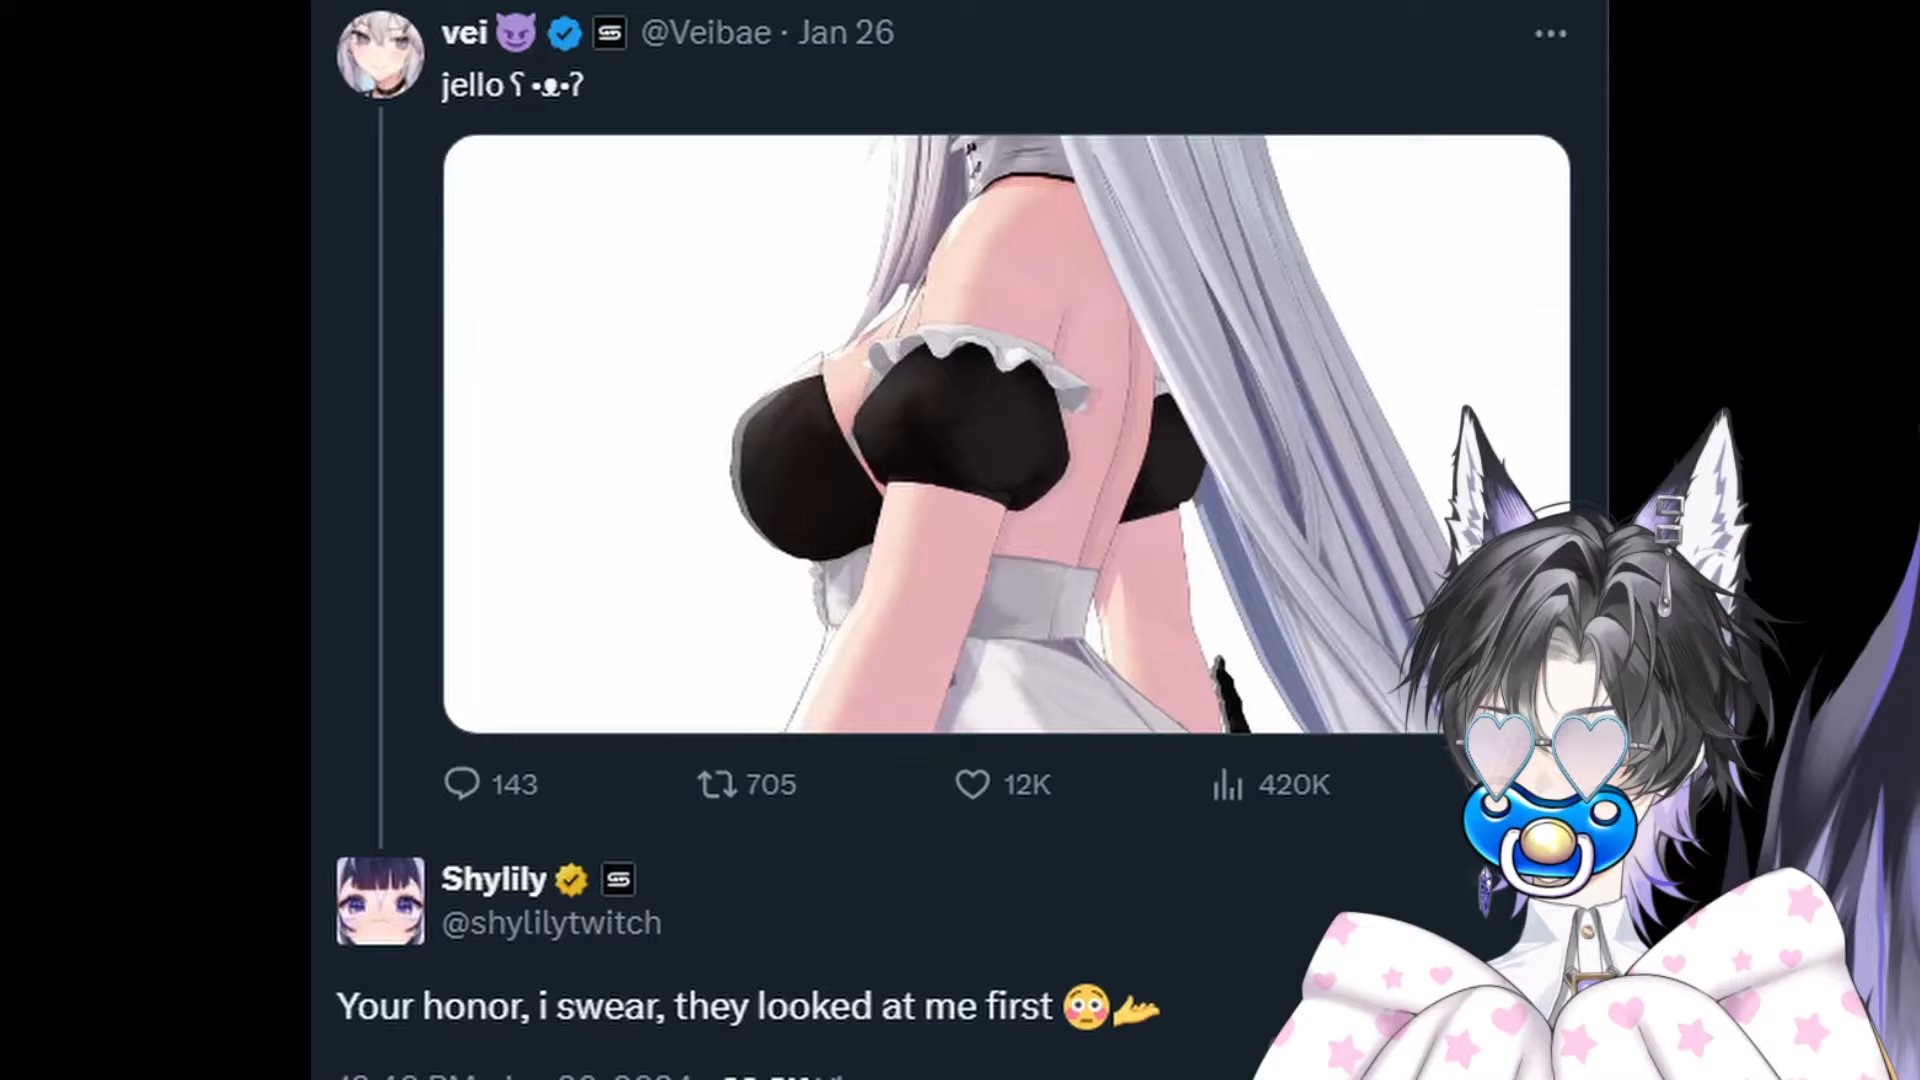 vei😈 @Veibae · Jan 26
jello ʕ •ᴥ•ʔ
143 705 12K 420K
Shylily
@shylilytwitch
Your honor, i swear, they looked at me first 😳🫴